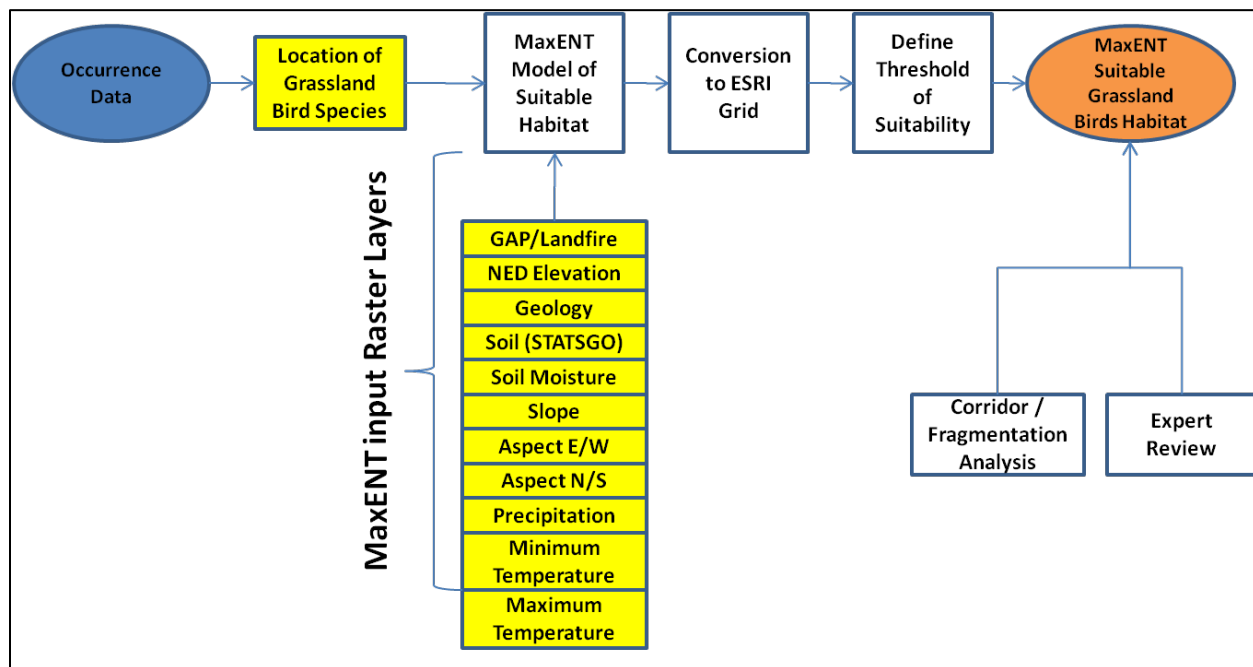 Occurrence
Data
Location of
Grassland
Bird Species
MaxENT
Model of
Suitable
Habitat
Conversion
to ESRI
Grid
Define
Threshold
of
Suitability
MaxENT
Suitable
Grassland
Birds Habitat
MaxENT input Raster Layers
GAP/Landfire
NED Elevation
Geology
Soil (STATSGO)
Soil Moisture
Slope
Aspect E/W
Aspect N/S
Precipitation
Minimum
Temperature
Maximum
Temperature
Corridor /
Fragmentation
Analysis
Expert
Review